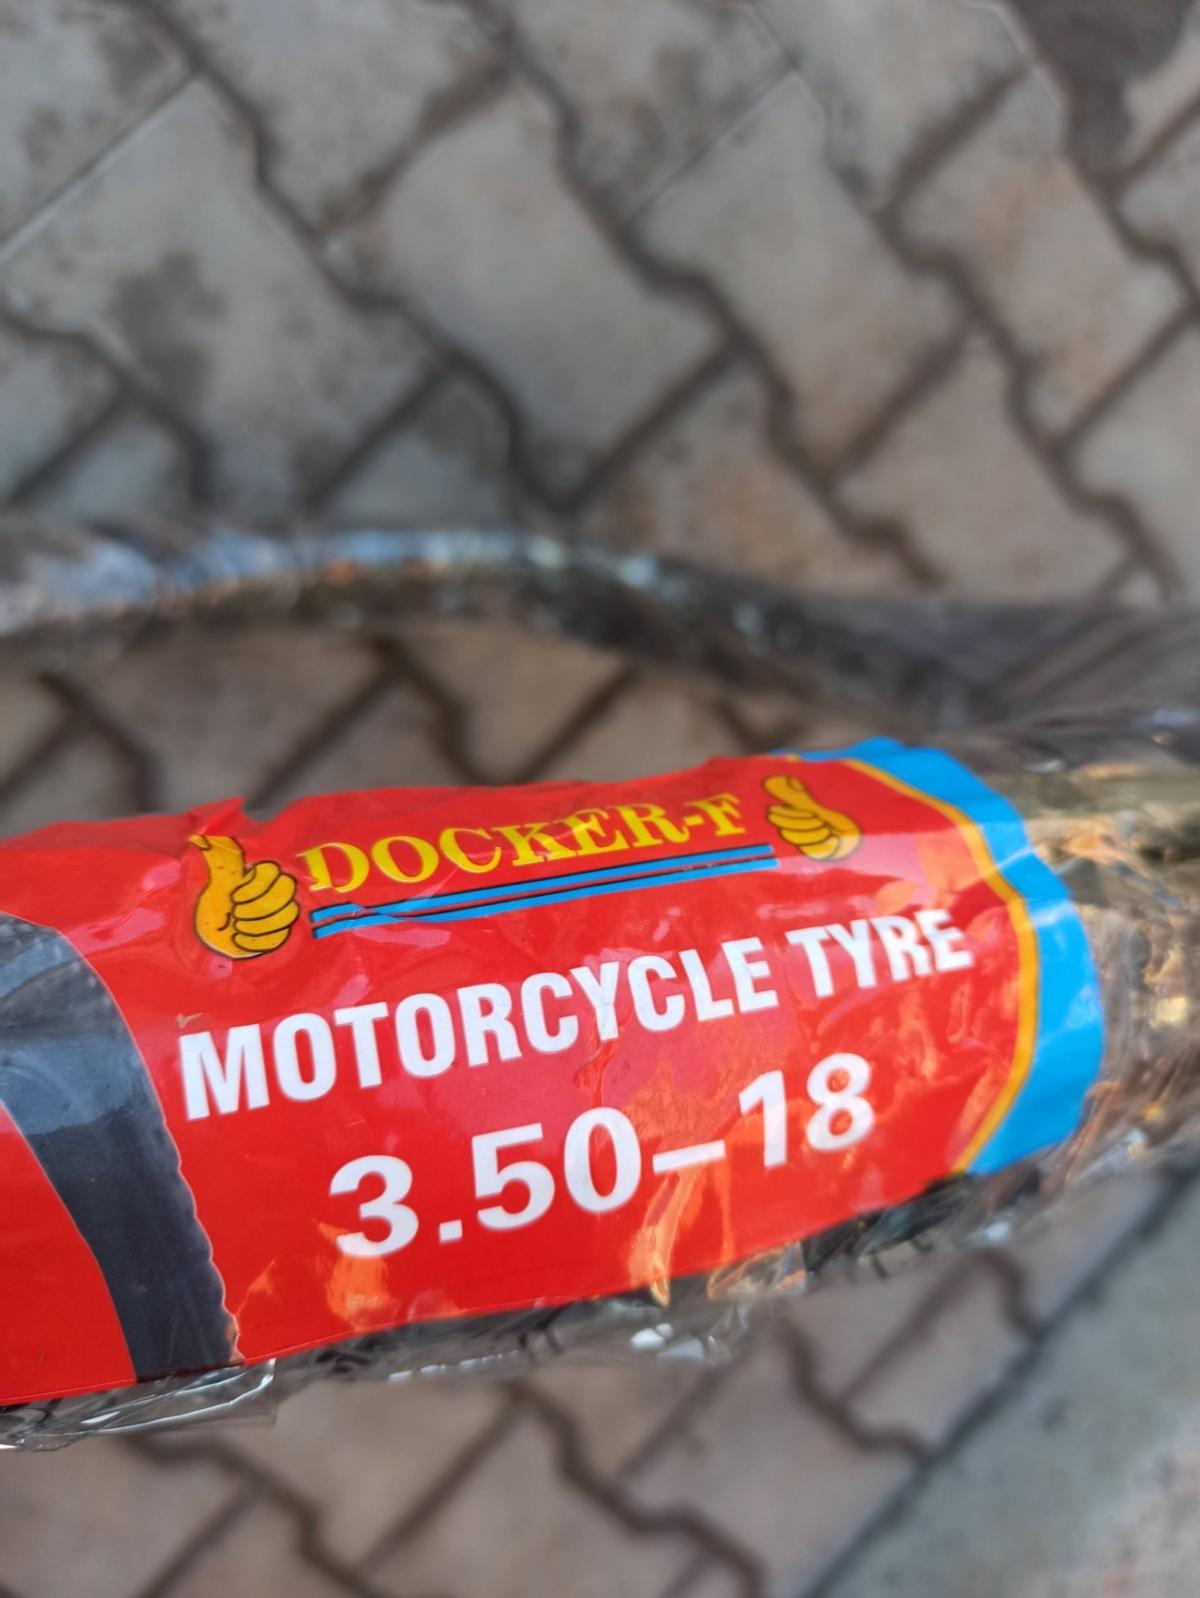 DOCKER-F
MOTORCYCLE TYRE
3.50–18